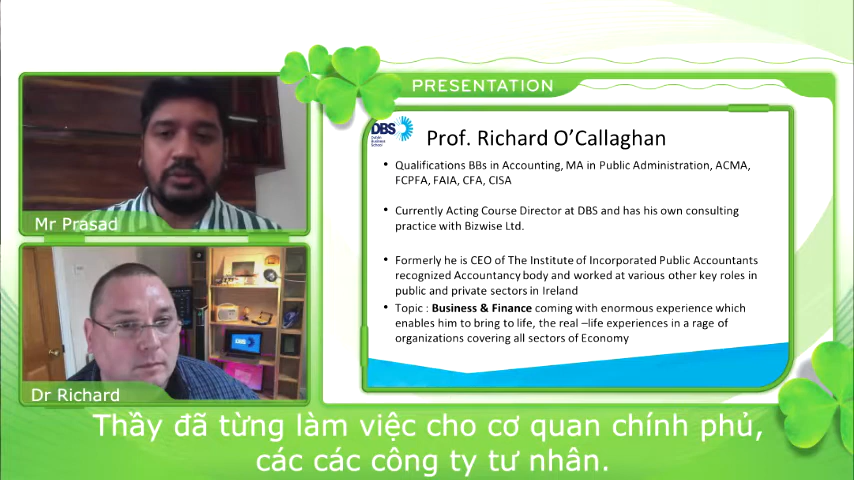 PRESENTATION
DBS
Dublin
Business
School
Prof. Richard O'Callaghan
• Qualifications BBs in Accounting, MA in Public Administration, ACMA,
FCPFA, FAIA, CFA, CISA
• Currently Acting Course Director at DBS and has his own consulting
practice with Bizwise Ltd.
• Formerly he is CEO of The Institute of Incorporated Public Accountants
recognized Accountancy body and worked at various other key roles in
public and private sectors in Ireland
• Topic : Business & Finance coming with enormous experience which
enables him to bring to life, the real –life experiences in a rage of
organizations covering all sectors of Economy
Mr Prasad
DBS
Dr Richard
Thầy đã từng làm việc cho cơ quan chính phủ,
các các công ty tư nhân.